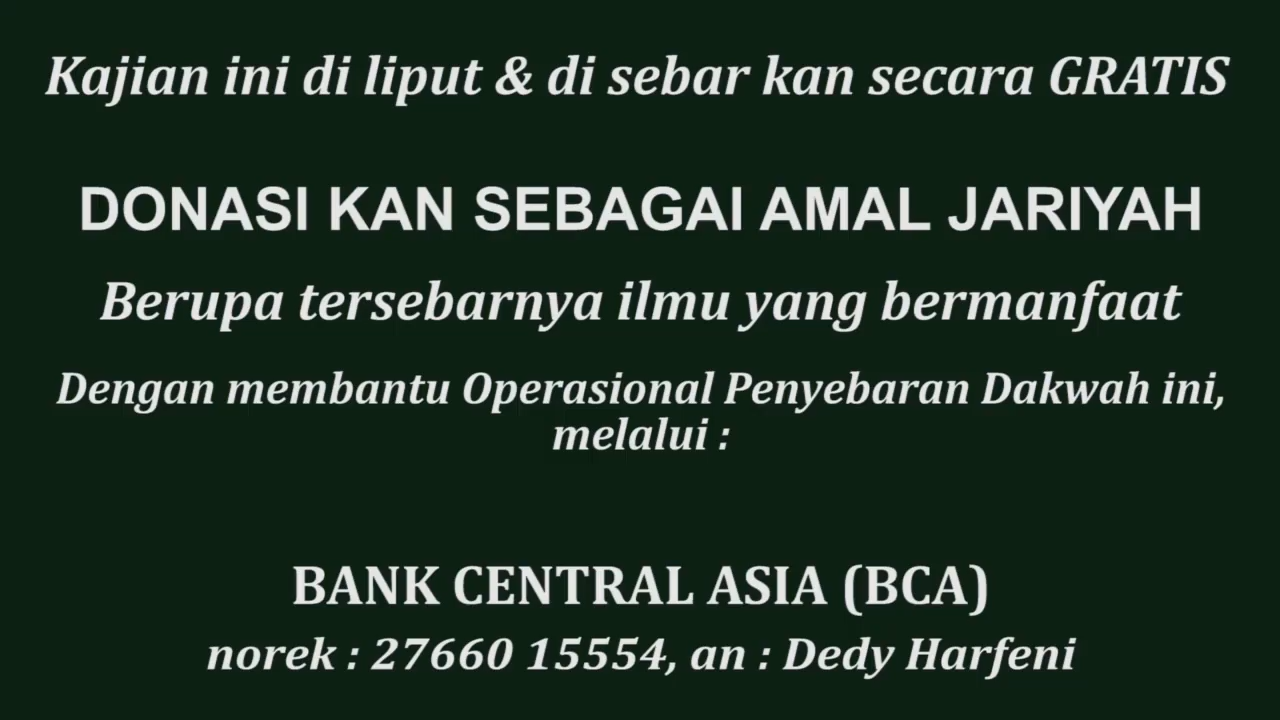 Kajian ini di liput & di sebar kan secara GRATIS
DONASI KAN SEBAGAI AMAL JARIYAH
Berupa tersebarnya ilmu yang bermanfaat
Dengan membantu Operasional Penyebaran Dakwah ini,
melalui :
BANK CENTRAL ASIA (BCA)
norek : 27660 15554, an : Dedy Harfeni